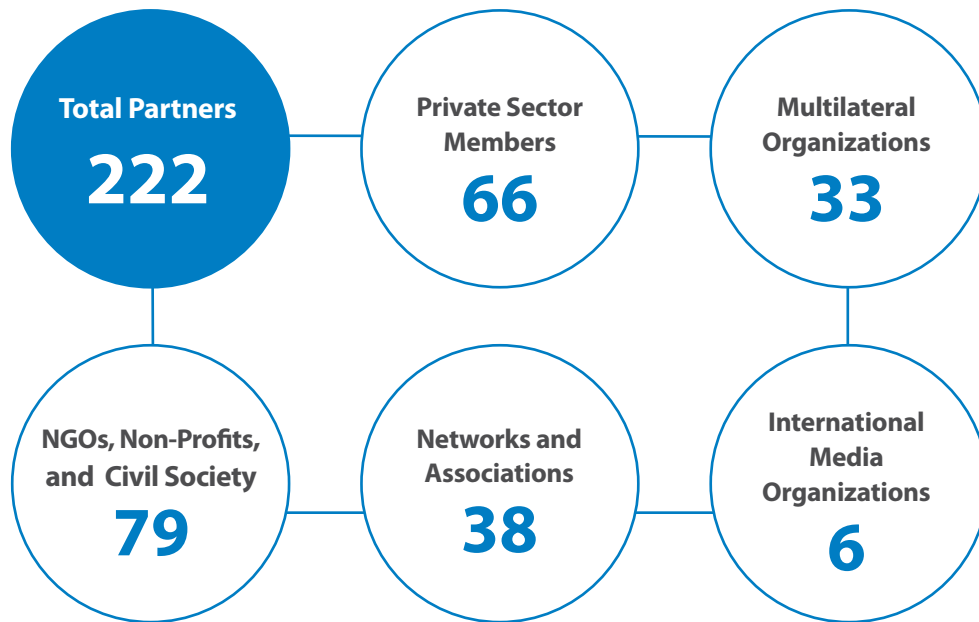 Total Partners
222
Private Sector
Members
66
Multilateral
Organizations
33
NGOs, Non-Profits,
and Civil Society
79
Networks and
Associations
38
International
Media
Organizations
6